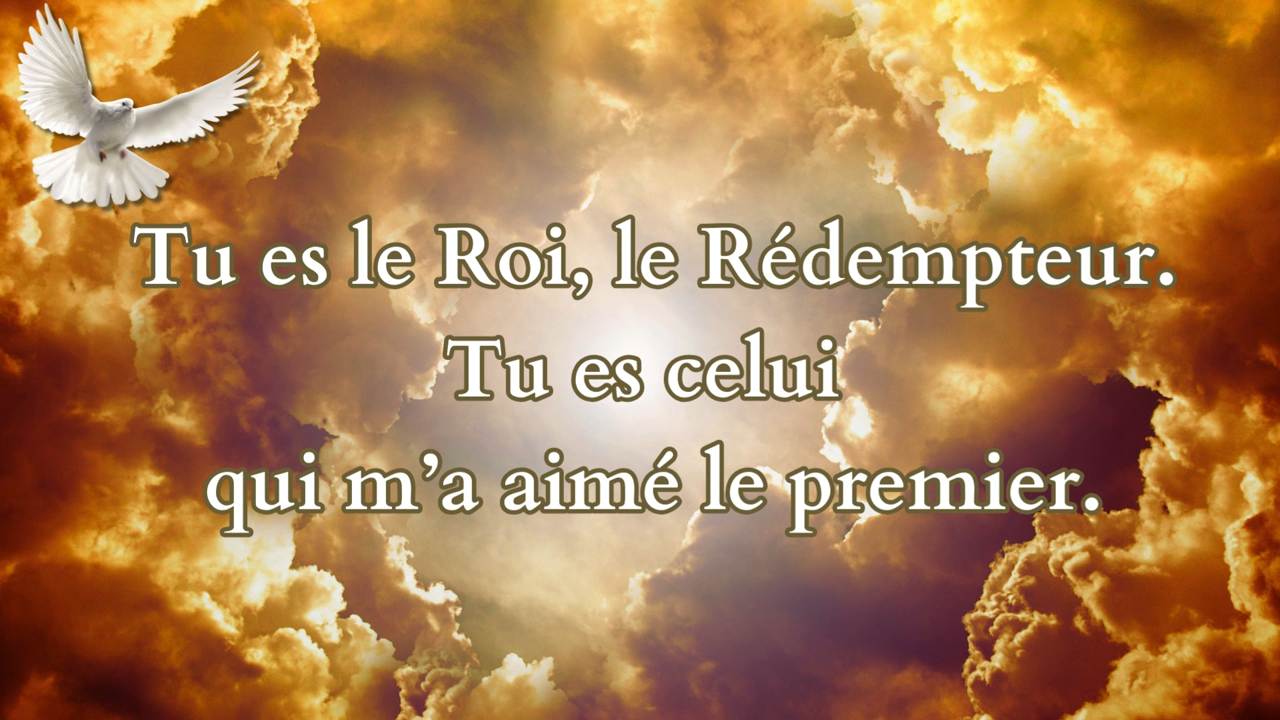 Tu es le Roi, le Rédempteur.
Tu es celui
qui m’a aimé le premier.